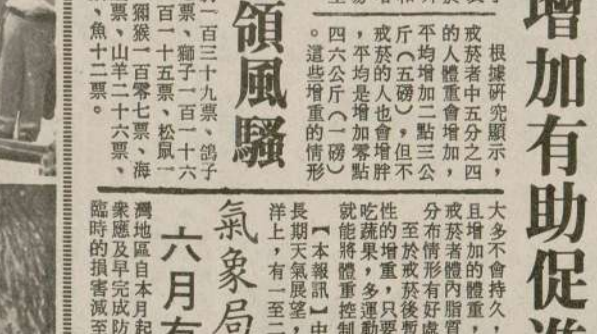 增加有助促進
根據研究顯示，
戒菸者中五分之四
的人體重會增加，
平均增加二點三公
斤（五磅），但不
戒菸的人也會增胖
，平均是增加零點
四六公斤（一磅）
。這些增重的情形
大多不會持久，
且增加的體重，
戒菸者體內脂質
分布情形有好處
至於戒菸後暫
性的增重，只要
吃蔬果，多運動
就能將體重控制
領風騷
一百三十九票、鴿子
票、獅子一百一十六
百一十五票、松鼠一
獼猴一百零七票、海
票、山羊二十六票、
、魚十二票。
氣象局
六月有
【本報訊】中
長期天氣展望，
洋上，有一至二
灣地區自本月起
衆應及早完成防
臨時的損害減至